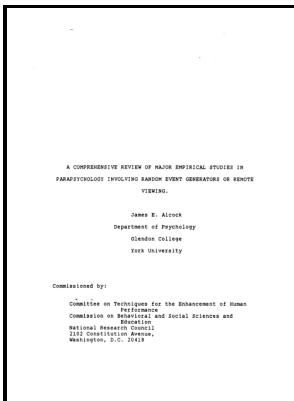 A COMPREHENSIVE REVIEW OF MAJOR EMPIRICAL STUDIES IN
PARAPSYCHOLOGY INVOLVING RANDOM EVENT GENERATORS OR REMOTE
VIEWING.
James E. Alcock
Department of Psychology
Glendon College
York University
Commissioned by:
Committee on Techniques for the Enhancement of Human
Performance
Commission on Behavioral and Social Sciences and
Education
National Research Council
2102 Constitution Avenue,
Washington, D.C. 20418